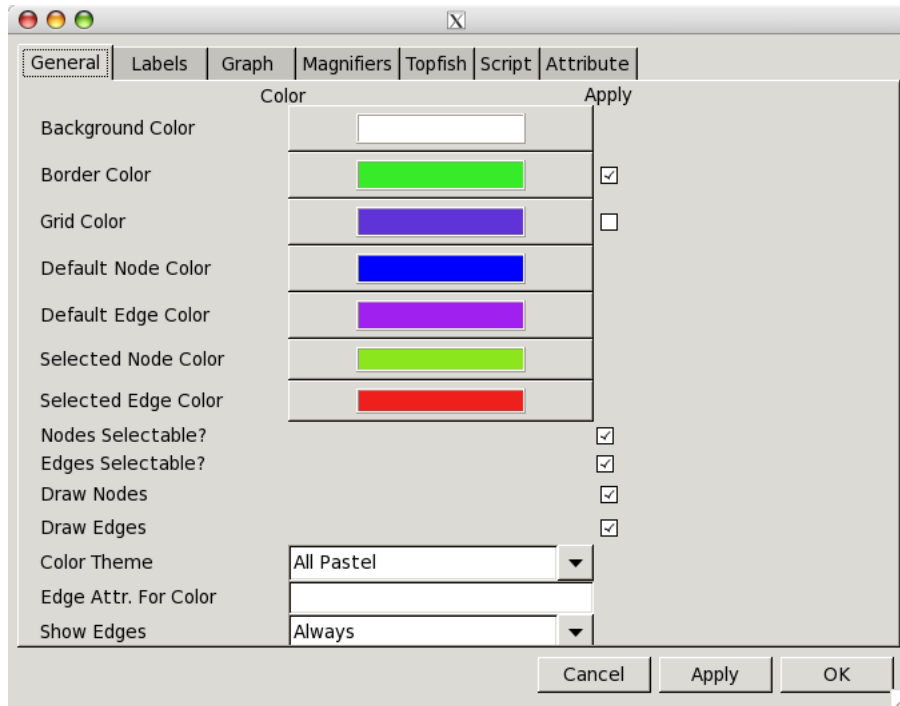 X
General Labels Graph Magnifiers Topfish Script Attribute
Color Apply
Background Color
Border Color
Grid Color
Default Node Color
Default Edge Color
Selected Node Color
Selected Edge Color
Nodes Selectable?
Edges Selectable?
Draw Nodes
Draw Edges
Color Theme All Pastel
Edge Attr. For Color
Show Edges Always
Cancel Apply OK